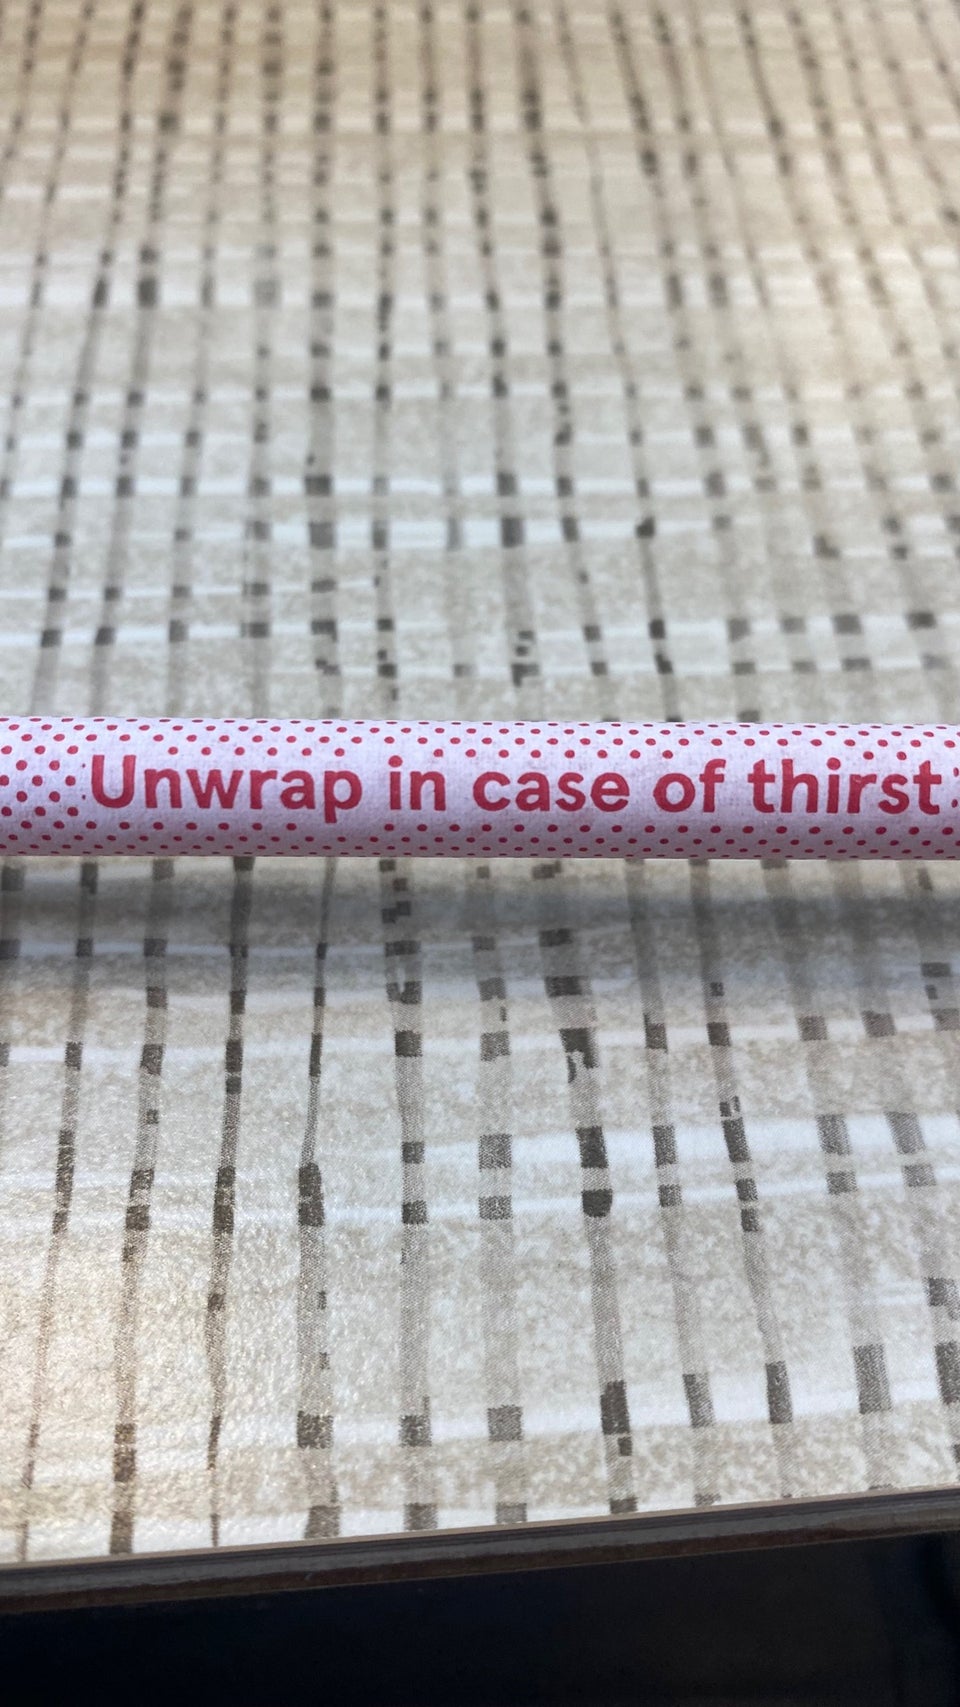 Unwrap in case of thirst